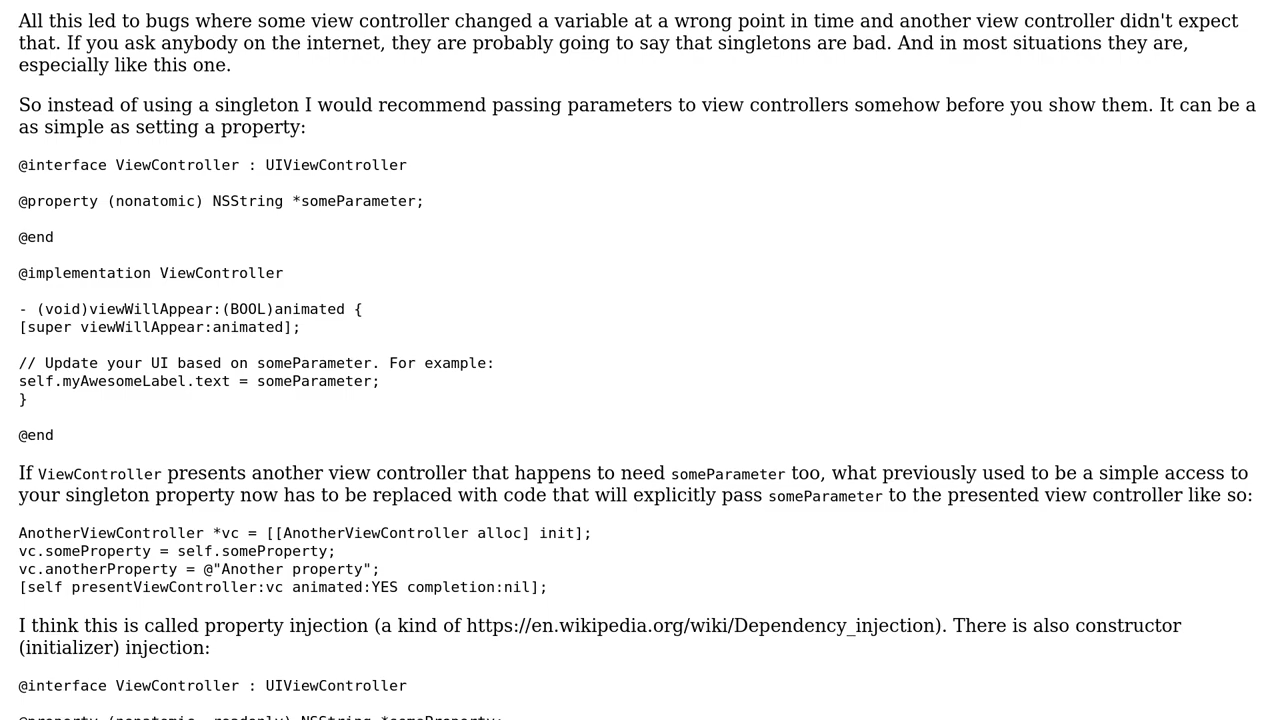 All this led to bugs where some view controller changed a variable at a wrong point in time and another view controller didn't expect
that. If you ask anybody on the internet, they are probably going to say that singletons are bad. And in most situations they are,
especially like this one.
So instead of using a singleton I would recommend passing parameters to view controllers somehow before you show them. It can be a
as simple as setting a property:
@interface ViewController : UIViewController
@property (nonatomic) NSString *someParameter;
@end
@implementation ViewController
- (void)viewWillAppear:(BOOL)animated {
[super viewWillAppear:animated];
// Update your UI based on someParameter. For example:
self.myAwesomeLabel.text = someParameter;
}
@end
If ViewController presents another view controller that happens to need someParameter too, what previously used to be a simple access to
your singleton property now has to be replaced with code that will explicitly pass someParameter to the presented view controller like so:
AnotherViewController *vc = [[AnotherViewController alloc] init];
vc.someProperty = self.someProperty;
vc.anotherProperty = @"Another property";
[self presentViewController:vc animated:YES completion:nil];
I think this is called property injection (a kind of https://en.wikipedia.org/wiki/Dependency_injection). There is also constructor
(initializer) injection:
@interface ViewController : UIViewController
@property (nonatomic, readonly) NSString *someProperty;